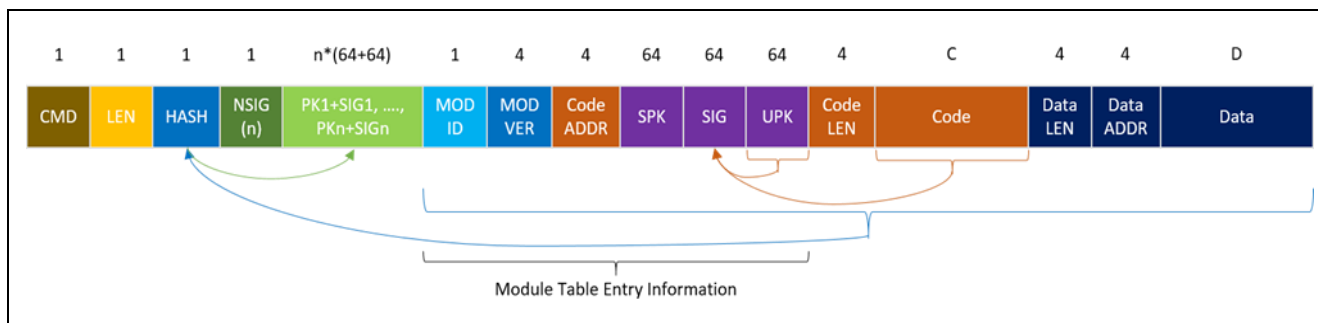 1 1 1 1 n*(64+64) 1 4 4 64 64 64 4 C 4 4 D
CMD LEN HASH NSIG (n) PK1+SIG1, ...., PKn+SIGn MOD ID MOD VER Code ADDR SPK SIG UPK Code LEN Code Data LEN Data ADDR Data
Module Table Entry Information